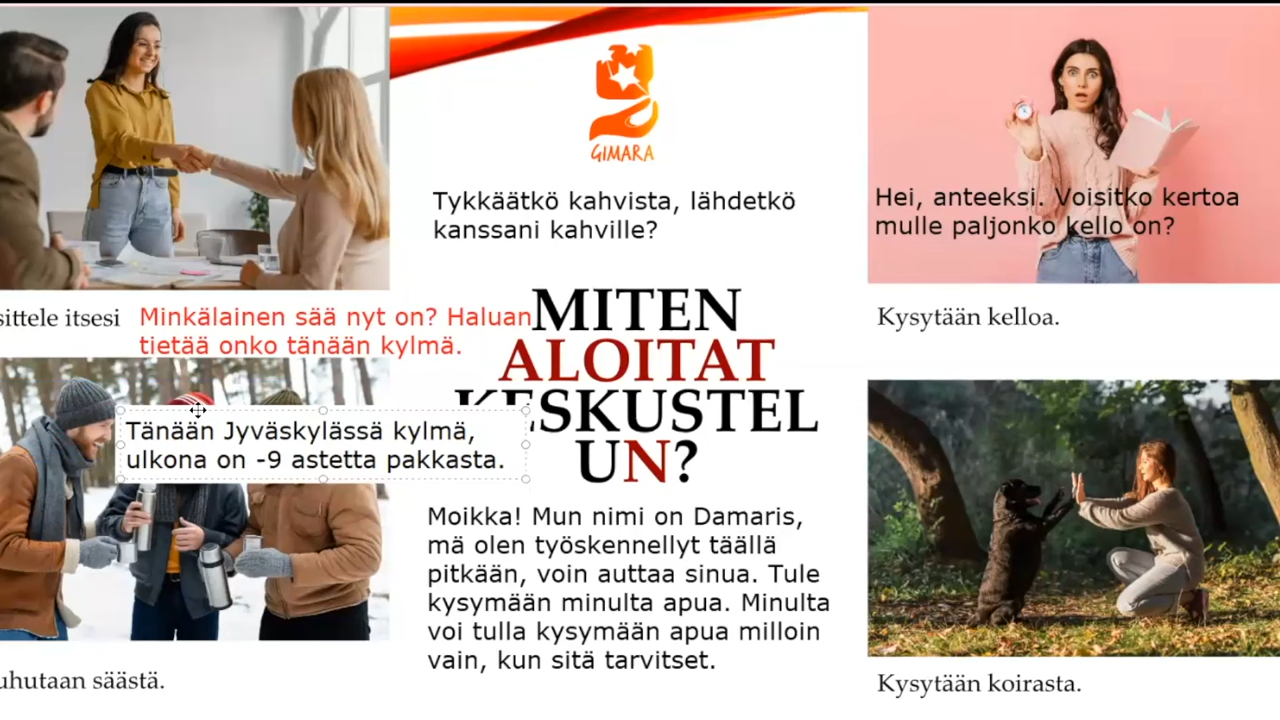 GIMARA
Tykkäätkö kahvista, lähdetkö
kanssani kahville?
Hei, anteeksi. Voisitko kertoa
mulle paljonko kello on?
sittele itsesi
Minkälainen sää nyt on? Haluan
tietää onko tänään kylmä.
Kysytään kelloa.
MITEN
ALOITAT
KESKUSTEL
UN?
Tänään Jyväskylässä kylmä,
ulkona on -9 astetta pakkasta.
Moikka! Mun nimi on Damaris,
mä olen työskennellyt täällä
pitkään, voin auttaa sinua. Tule
kysymään minulta apua. Minulta
voi tulla kysymään apua milloin
vain, kun sitä tarvitset.
uhutaan säästä.
Kysytään koirasta.